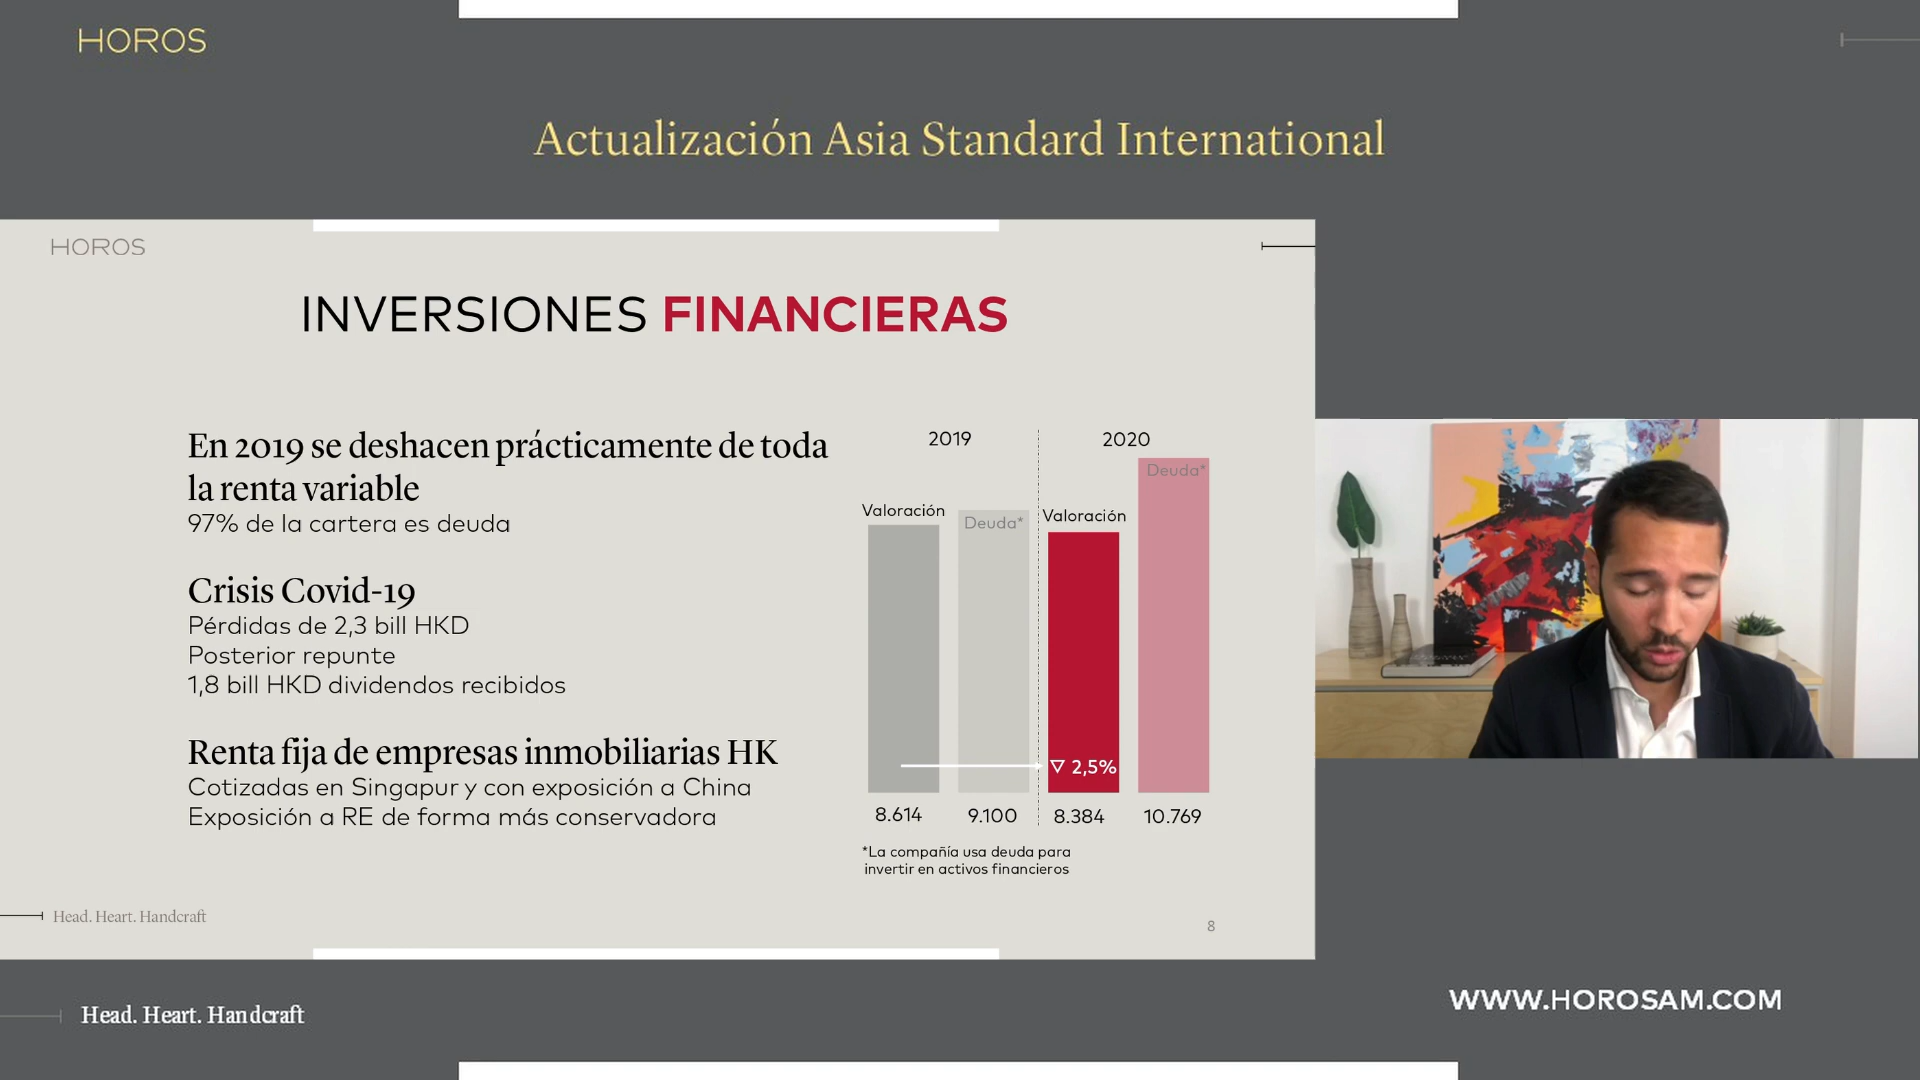 HOROS
Actualización Asia Standard International
HOROS
INVERSIONES FINANCIERAS
En 2019 se deshacen prácticamente de toda
la renta variable
97% de la cartera es deuda
Crisis Covid-19
Pérdidas de 2,3 bill HKD
Posterior repunte
1,8 bill HKD dividendos recibidos
Renta fija de empresas inmobiliarias HK
Cotizadas en Singapur y con exposición a China
Exposición a RE de forma más conservadora
2019
2020
Valoración
Deuda*
Valoración
Deuda*
▽ 2,5%
8.614
9.100
8.384
10.769
*La compañía usa deuda para
invertir en activos financieros
Head. Heart. Handcraft
8
Head. Heart. Handcraft
WWW.HOROSAM.COM